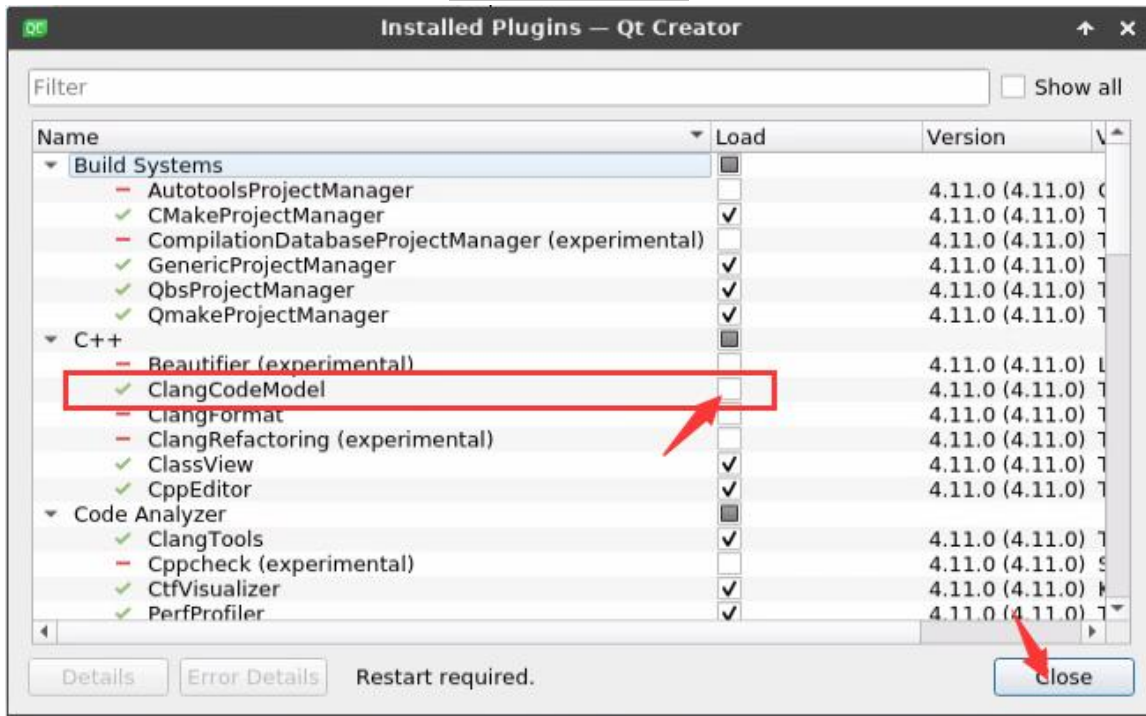 Installed Plugins — Qt Creator
Filter
Show all
Name Load Version
Build Systems
AutotoolsProjectManager 4.11.0 (4.11.0)
CMakeProjectManager 4.11.0 (4.11.0)
CompilationDatabaseProjectManager (experimental) 4.11.0 (4.11.0)
GenericProjectManager 4.11.0 (4.11.0)
QbsProjectManager 4.11.0 (4.11.0)
QmakeProjectManager 4.11.0 (4.11.0)
C++
Beautifier (experimental) 4.11.0 (4.11.0)
ClangCodeModel 4.11.0 (4.11.0)
ClangFormat 4.11.0 (4.11.0)
ClangRefactoring (experimental) 4.11.0 (4.11.0)
ClassView 4.11.0 (4.11.0)
CppEditor 4.11.0 (4.11.0)
Code Analyzer
ClangTools 4.11.0 (4.11.0)
Cppcheck (experimental) 4.11.0 (4.11.0)
CtfVisualizer 4.11.0 (4.11.0)
PerfProfiler 4.11.0 (4.11.0)
Details Error Details Restart required. Close